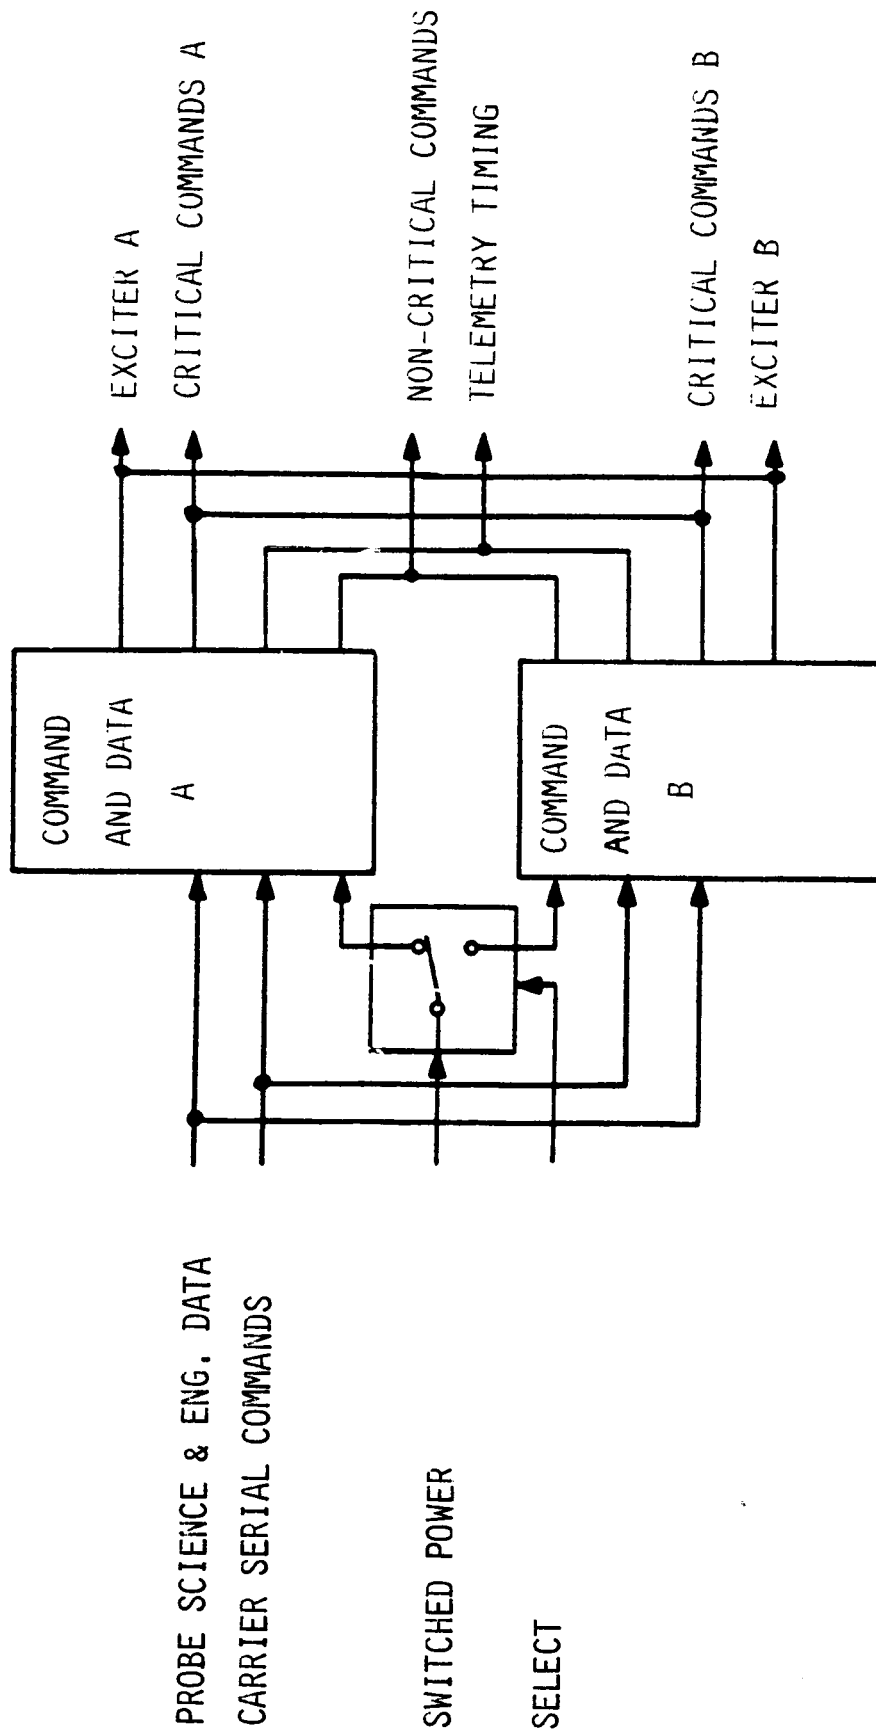 PROBE SCIENCE & ENG. DATA
CARRIER SERIAL COMMANDS
SWITCHED POWER
SELECT
COMMAND
AND DATA
A
COMMAND
AND DATA
B
EXCITER A
CRITICAL COMMANDS A
NON-CRITICAL COMMANDS
TELEMETRY TIMING
CRITICAL COMMANDS B
EXCITER B